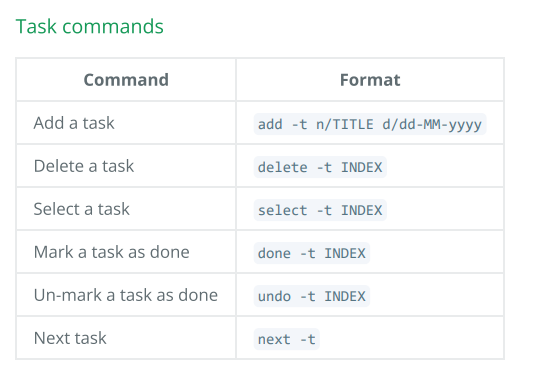 Task commands
Command Format
Add a task add -t n/TITLE d/dd-MM-yyyy
Delete a task delete -t INDEX
Select a task select -t INDEX
Mark a task as done done -t INDEX
Un-mark a task as done undo -t INDEX
Next task next -t